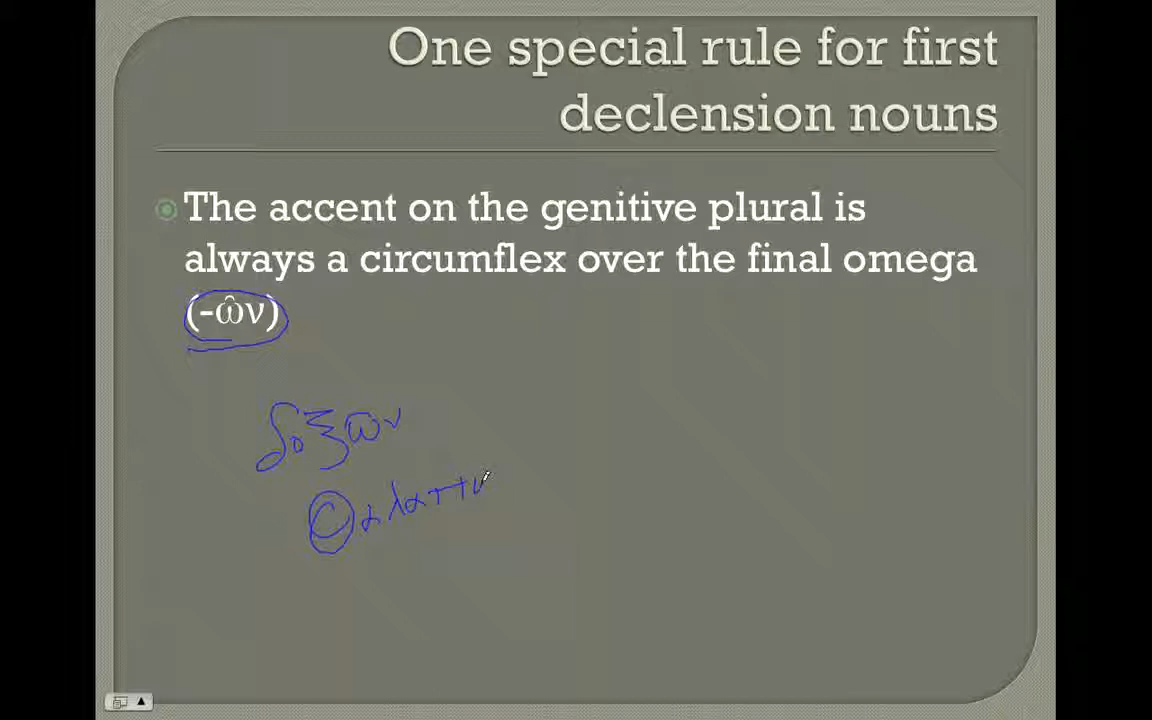 One special rule for first
declension nouns
The accent on the genitive plural is
always a circumflex over the final omega
(-ῶν)
δοξῶν